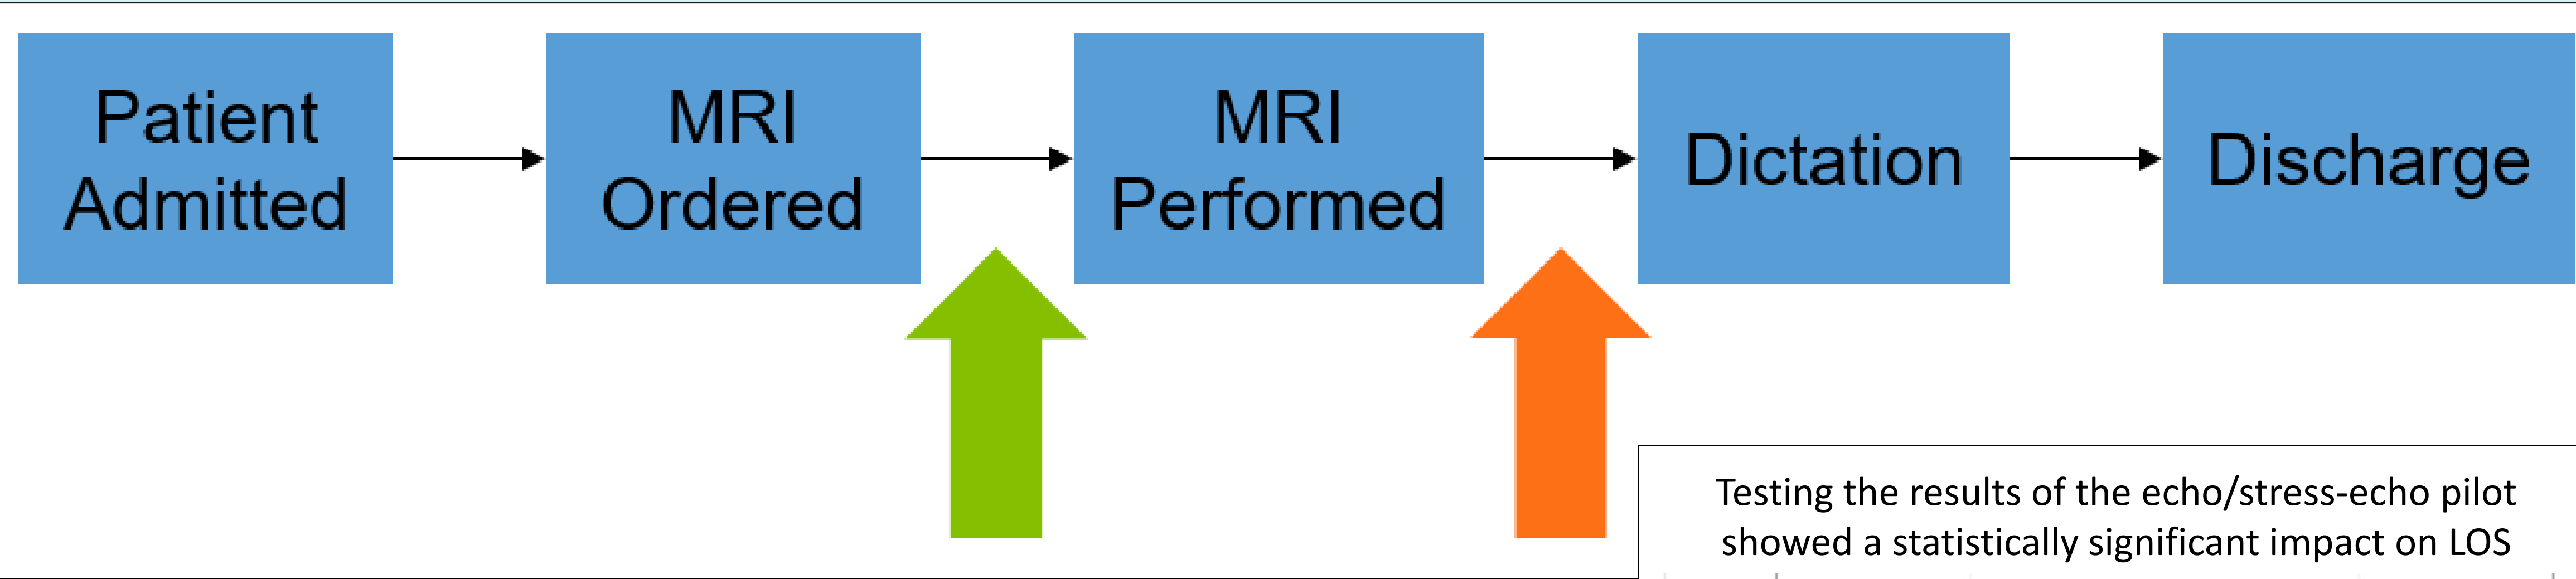 Patient
Admitted
MRI
Ordered
MRI
Performed
Dictation
Discharge
Testing the results of the echo/stress-echo pilot
showed a statistically significant impact on LOS